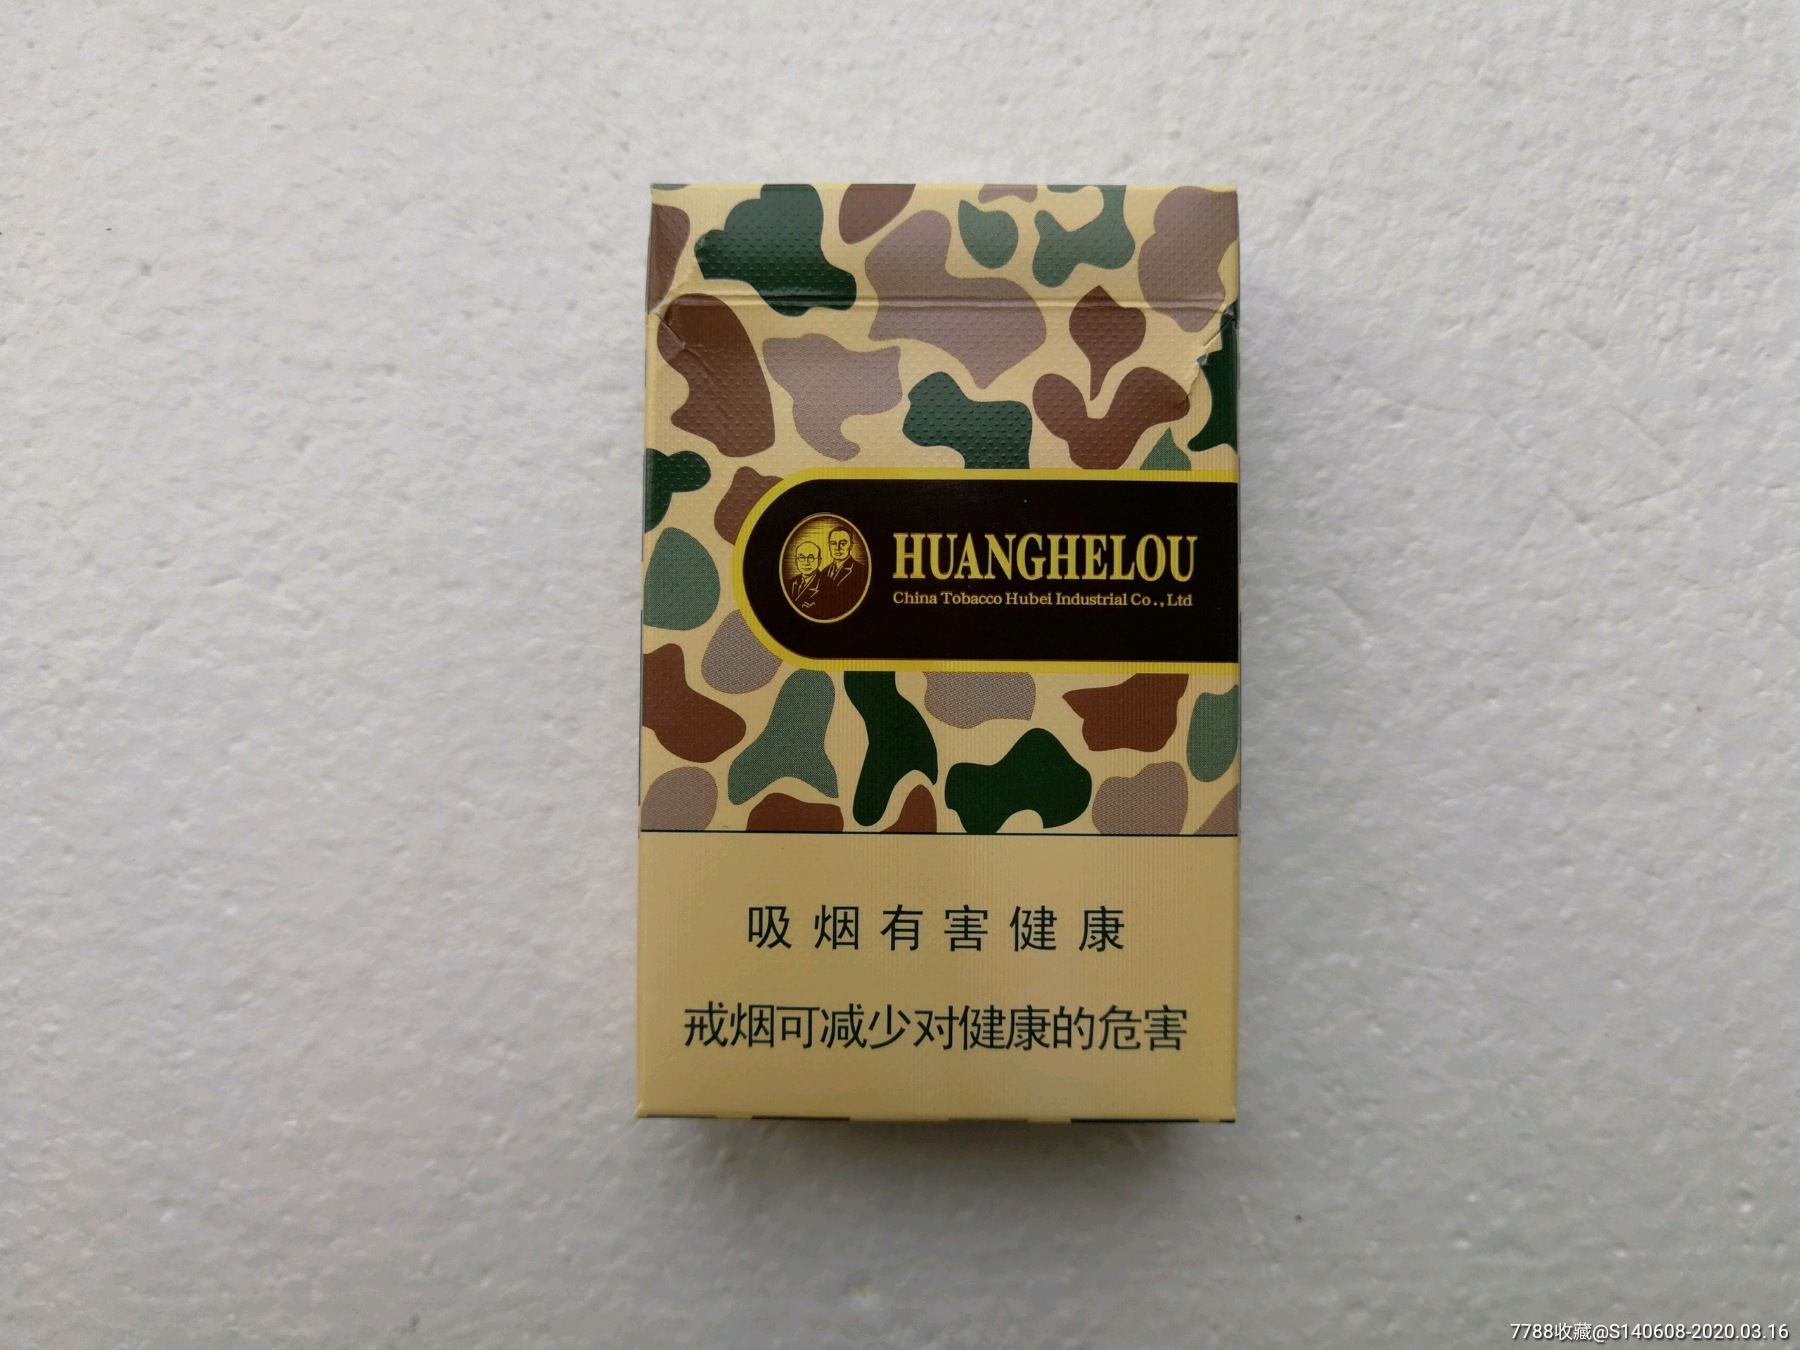 HUANGHELOU
China Tobacco Hubei Industrial Co.,Ltd
吸烟有害健康
戒烟可减少对健康的危害
7788收藏@S140608-2020.03.16